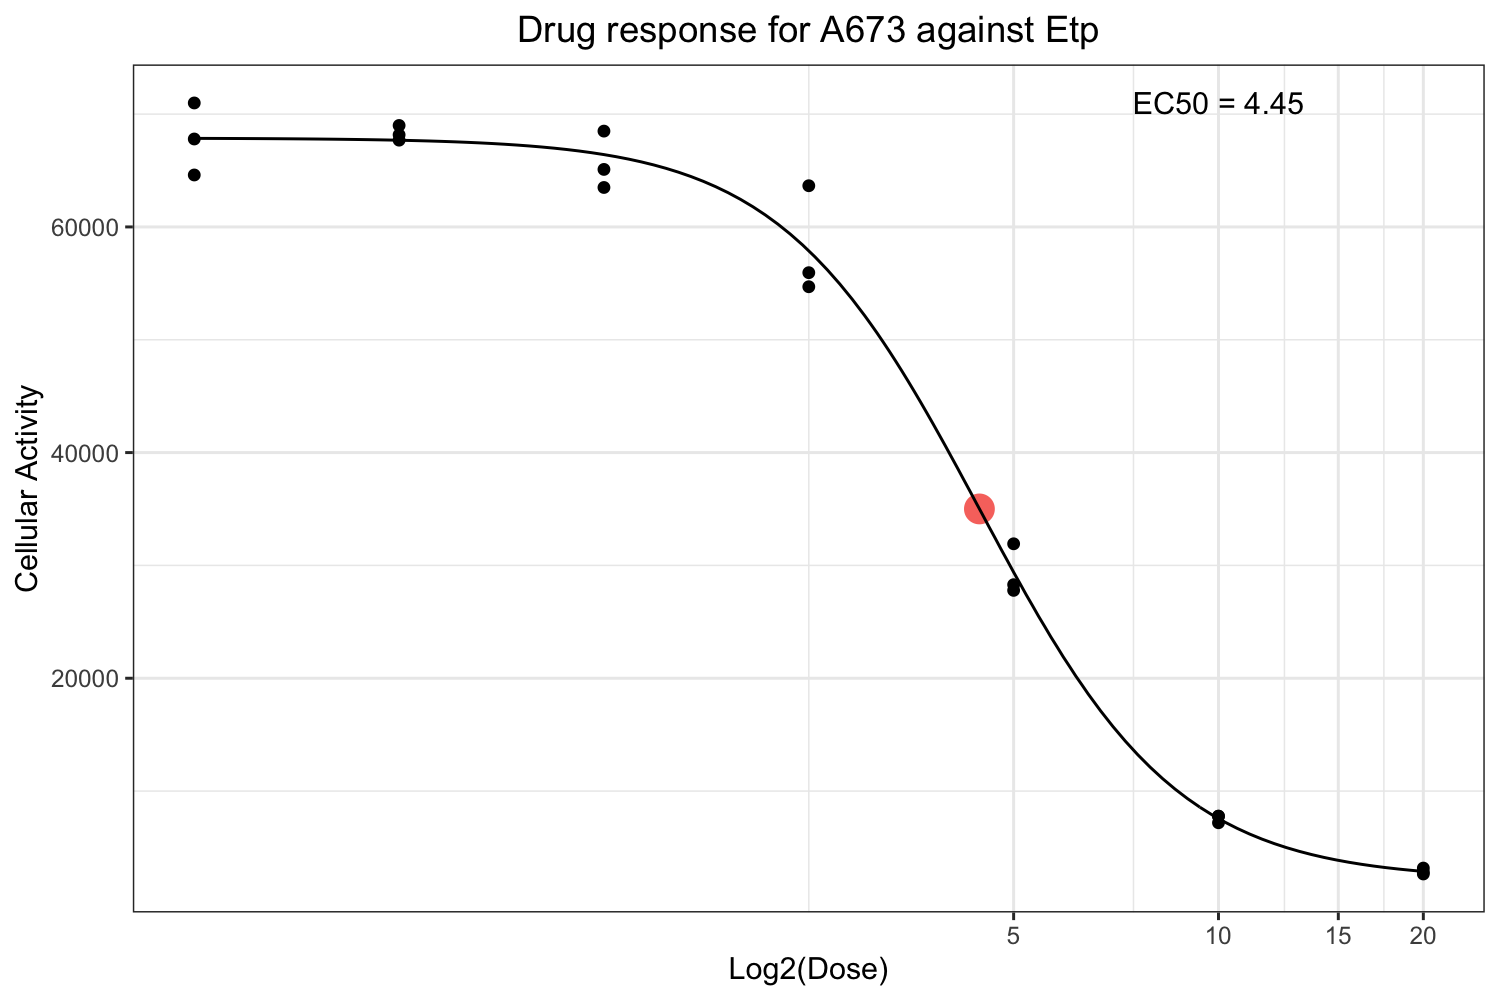 Drug response for A673 against Etp
EC50 = 4.45
60000
40000
20000
Cellular Activity
5 10 15 20
Log2(Dose)